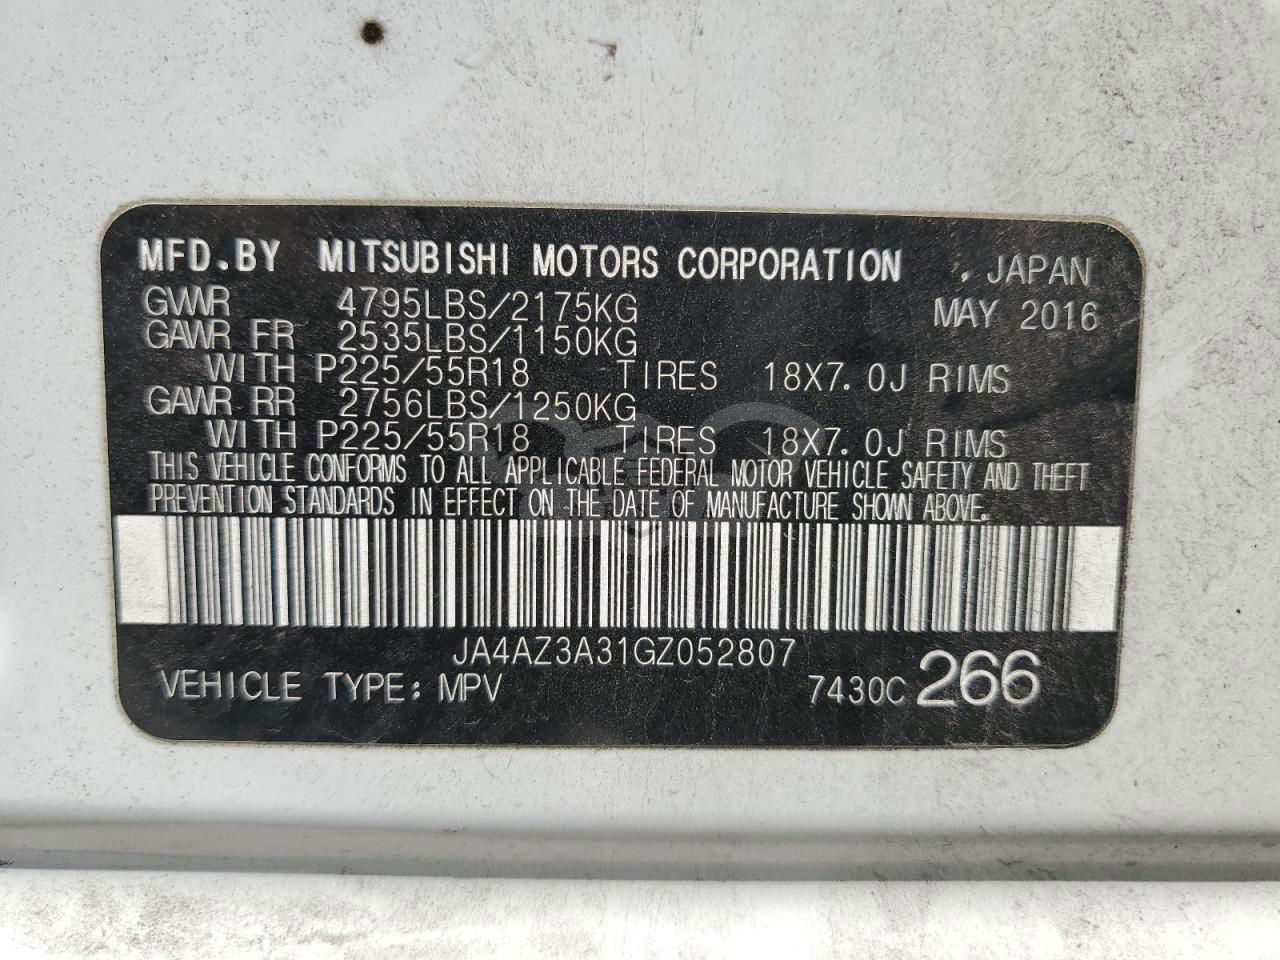 MFD.BY MITSUBISHI MOTORS CORPORATION , JAPAN
GVWR 4795LBS/2175KG MAY 2016
GAWR FR 2535LBS/1150KG
WITH P225/55R18 TIRES 18X7.0J RIMS
GAWR RR 2756LBS/1250KG
WITH P225/55R18 TIRES 18X7.0J RIMS
THIS VEHICLE CONFORMS TO ALL APPLICABLE FEDERAL MOTOR VEHICLE SAFETY AND THEFT
PREVENTION STANDARDS IN EFFECT ON THE DATE OF MANUFACTURE SHOWN ABOVE.
JA4AZ3A31GZ052807
VEHICLE TYPE: MPV 7430C 266